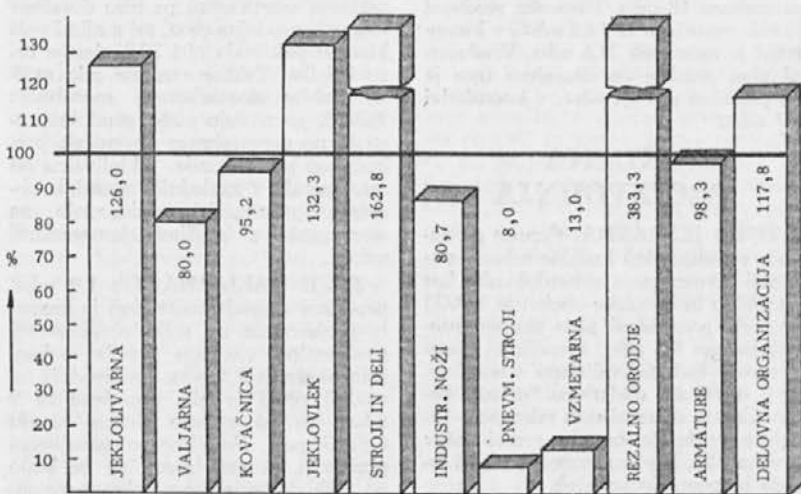 130
120
100
90
80
%
60
50
40
30
20
10
JEKLOLIVARNA 126,0
VALJARNA 80,0
KOVAČNICA 95,2
JEKLOVLEK 132,3
STROJI IN DELI 162,8
INDUSTR.NOŽI 80,7
PNEVM.STROJI 8,0
VZMETARNA 13,0
REZALNO ORODJE 383,3
ARMATURE 98,3
DELOVNA ORGANIZACIJA 117,8